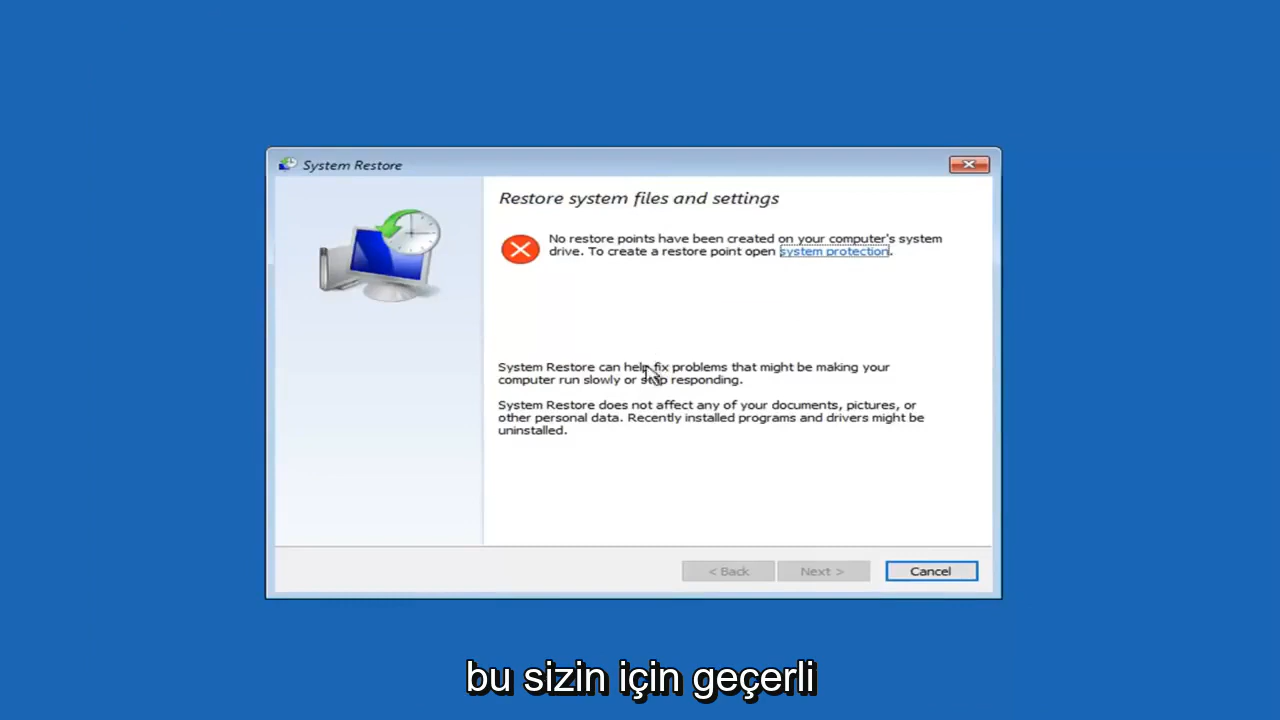 System Restore
Restore system files and settings
No restore points have been created on your computer's system
drive. To create a restore point open system protection.
System Restore can help fix problems that might be making your
computer run slowly or stop responding.
System Restore does not affect any of your documents, pictures, or
other personal data. Recently installed programs and drivers might be
uninstalled.
< Back Next > Cancel
bu sizin için geçerli